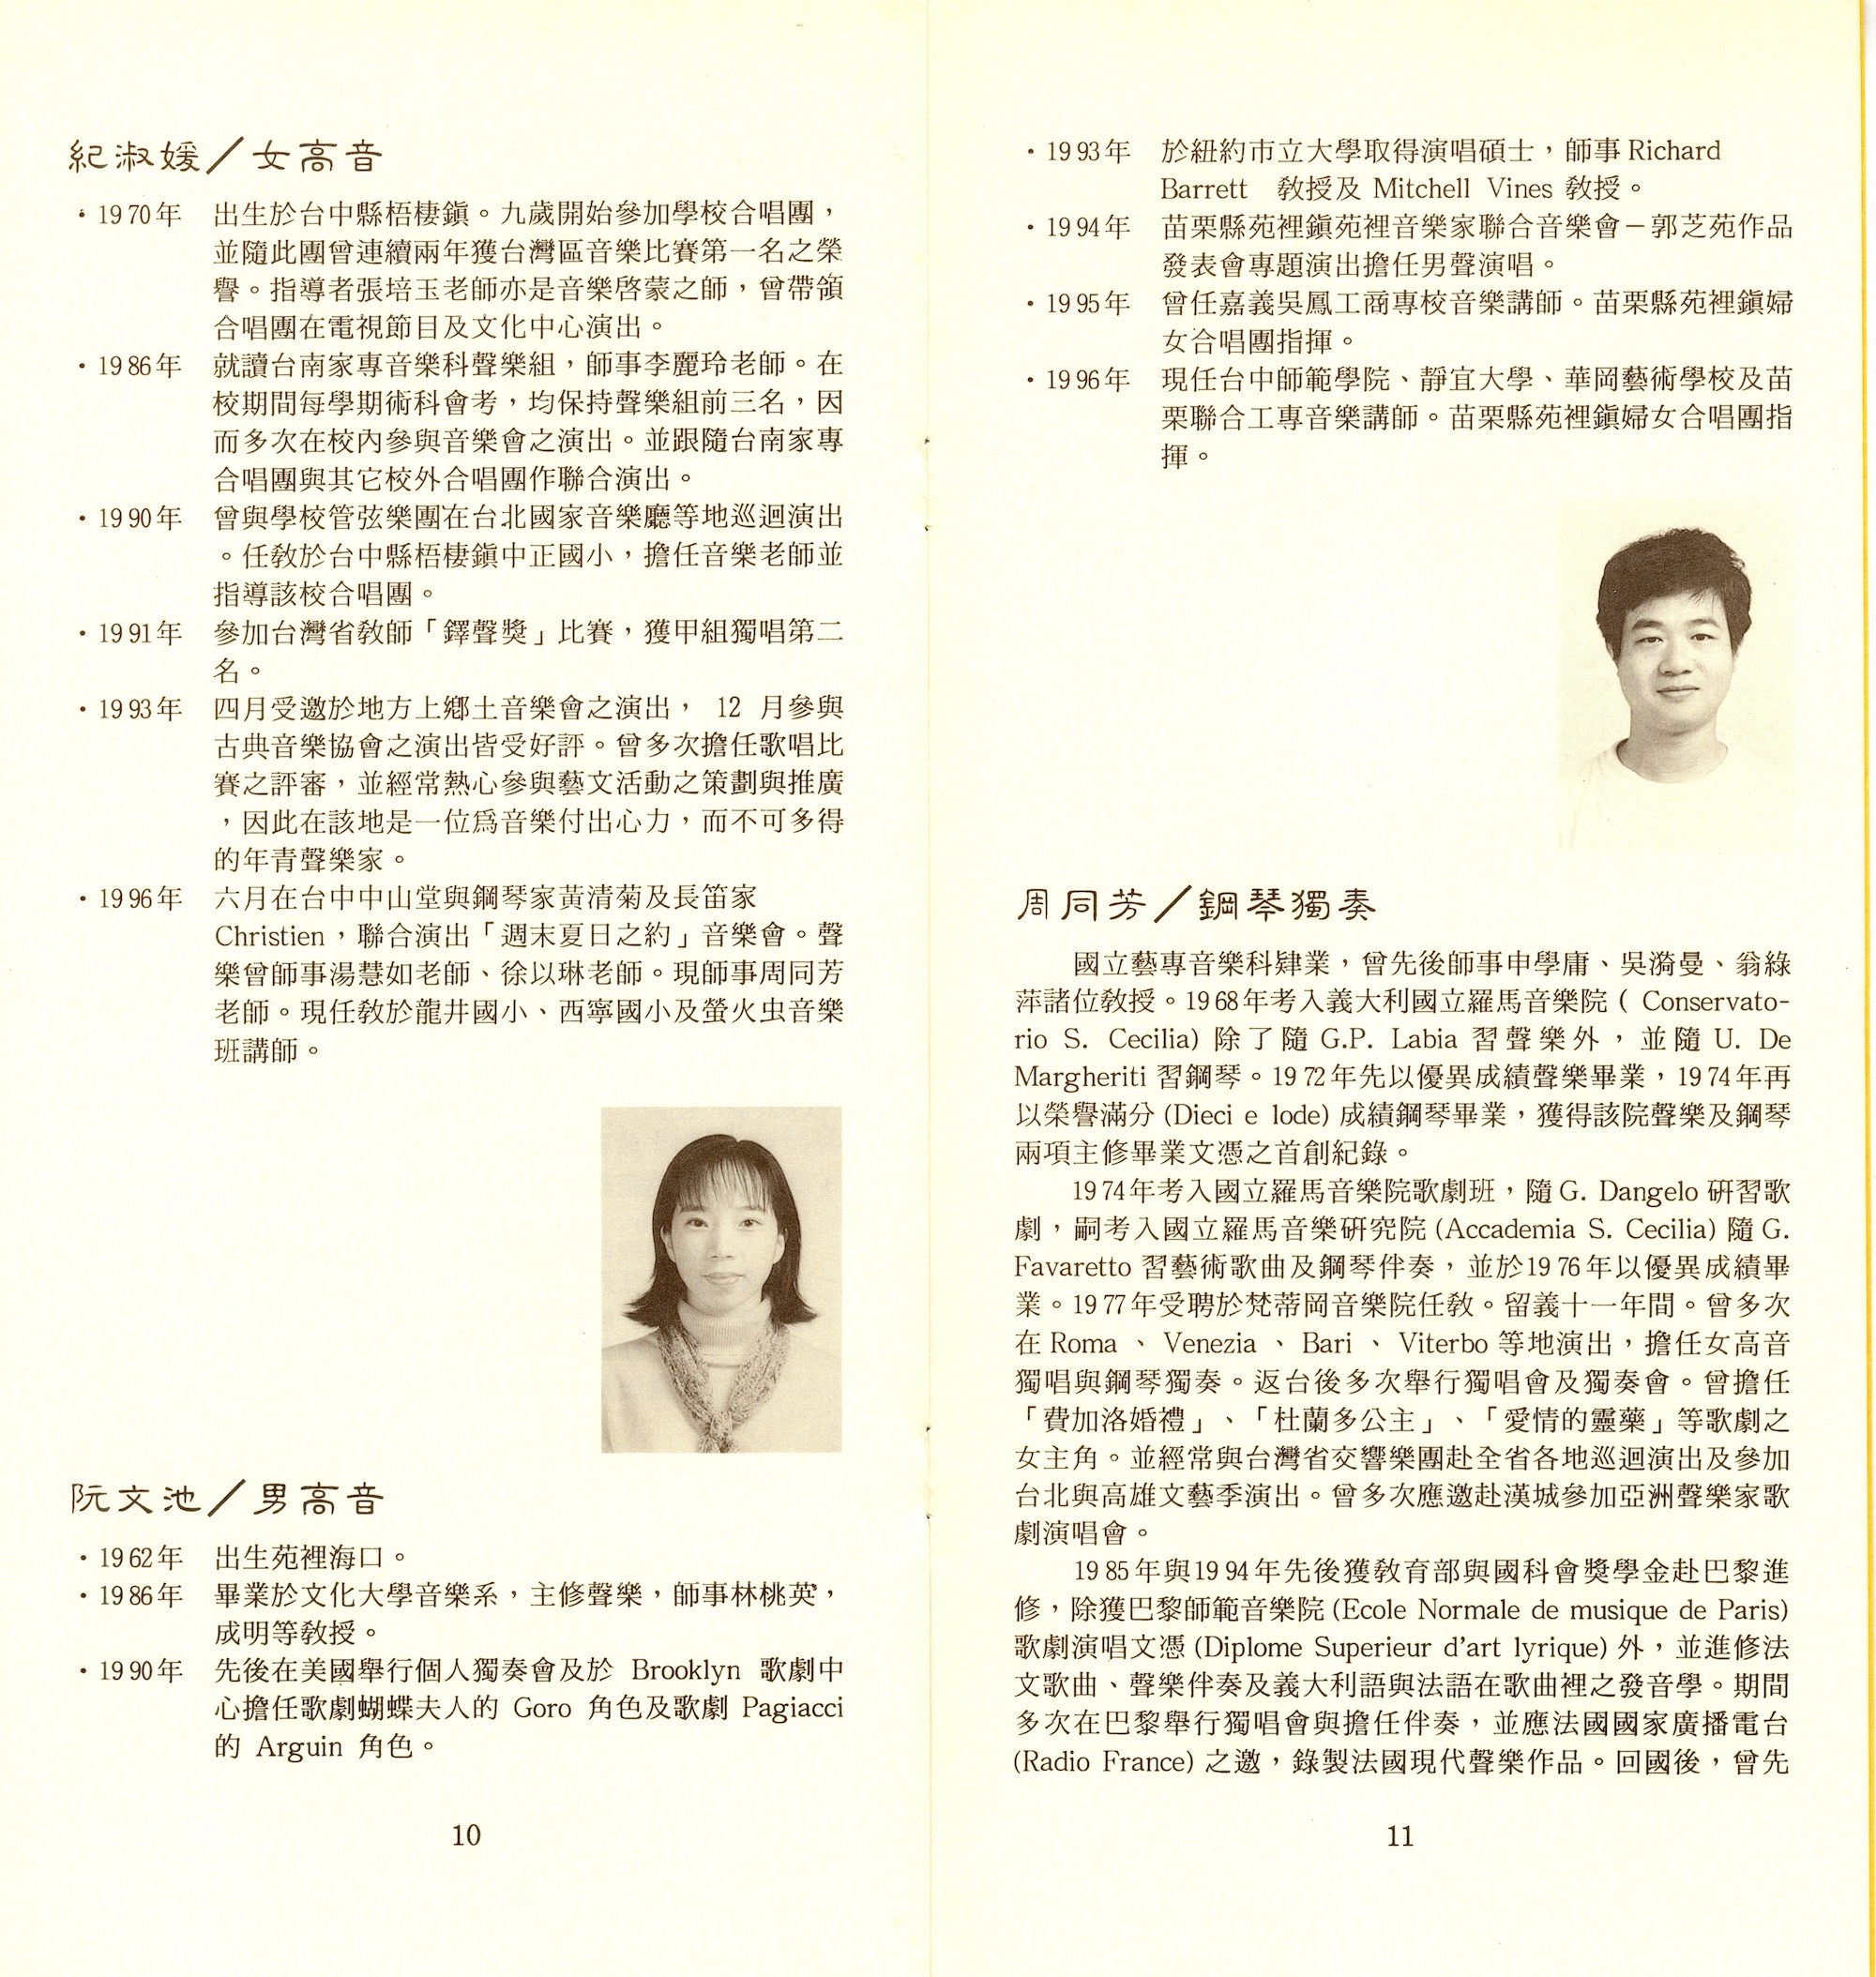 紀淑媛／女高音
・1970年　出生於台中縣梧棲鎮。九歲開始參加學校合唱團，
並隨此團曾連續兩年獲台灣區音樂比賽第一名之榮
譽。指導者張培玉老師亦是音樂啓蒙之師，曾帶領
合唱團在電視節目及文化中心演出。
・1986年　就讀台南家專音樂科聲樂組，師事李麗玲老師。在
校期間每學期術科會考，均保持聲樂組前三名，因
而多次在校內參與音樂會之演出。並跟隨台南家專
合唱團與其它校外合唱團作聯合演出。
・1990年　曾與學校管弦樂團在台北國家音樂廳等地巡迴演出
。任教於台中縣梧棲鎮中正國小，擔任音樂老師並
指導該校合唱團。
・1991年　參加台灣省教師「鐸聲獎」比賽，獲甲組獨唱第二
名。
・1993年　四月受邀於地方上鄉土音樂會之演出， 12 月參與
古典音樂協會之演出皆受好評。曾多次擔任歌唱比
賽之評審，並經常熱心參與藝文活動之策劃與推廣
，因此在該地是一位爲音樂付出心力，而不可多得
的年青聲樂家。
・1996年　六月在台中中山堂與鋼琴家黃清菊及長笛家
Christien，聯合演出「週末夏日之約」音樂會。聲
樂曾師事湯慧如老師、徐以琳老師。現師事周同芳
老師。現任教於龍井國小、西寧國小及螢火虫音樂
班講師。
阮文池／男高音
・1962年　出生苑裡海口。
・1986年　畢業於文化大學音樂系，主修聲樂，師事林桃英，
成明等教授。
・1990年　先後在美國舉行個人獨奏會及於 Brooklyn 歌劇中
心擔任歌劇蝴蝶夫人的 Goro 角色及歌劇 Pagiacci
的 Arguin 角色。
10
・1993年　於紐約市立大學取得演唱碩士，師事Richard
Barrett　教授及 Mitchell Vines 教授。
・1994年　苗栗縣苑裡鎮苑裡音樂家聯合音樂會－郭芝苑作品
發表會專題演出擔任男聲演唱。
・1995年　曾任嘉義吳鳳工商專校音樂講師。苗栗縣苑裡鎮婦
女合唱團指揮。
・1996年　現任台中師範學院、靜宜大學、華岡藝術學校及苗
栗聯合工專音樂講師。苗栗縣苑裡鎮婦女合唱團指
揮。
周同芳／鋼琴獨奏
國立藝專音樂科肄業，曾先後師事申學庸、吳漪曼、翁綠
萍諸位教授。1968年考入義大利國立羅馬音樂院 ( Conservato-
rio S. Cecilia) 除了隨 G.P. Labia 習聲樂外，並隨 U. De
Margheriti 習鋼琴。1972年先以優異成績聲樂畢業，1974年再
以榮譽滿分 (Dieci e lode) 成績鋼琴畢業，獲得該院聲樂及鋼琴
兩項主修畢業文憑之首創紀錄。
1974年考入國立羅馬音樂院歌劇班，隨 G. Dangelo 研習歌
劇，嗣考入國立羅馬音樂研究院 (Accademia S. Cecilia) 隨 G.
Favaretto 習藝術歌曲及鋼琴伴奏，並於1976年以優異成績畢
業。1977年受聘於梵蒂岡音樂院任教。留義十一年間。曾多次
在 Roma 、 Venezia 、 Bari 、 Viterbo 等地演出，擔任女高音
獨唱與鋼琴獨奏。返台後多次舉行獨唱會及獨奏會。曾擔任
「費加洛婚禮」、「杜蘭多公主」、「愛情的靈藥」等歌劇之
女主角。並經常與台灣省交響樂團赴全省各地巡迴演出及參加
台北與高雄文藝季演出。曾多次應邀赴漢城參加亞洲聲樂家歌
劇演唱會。
1985年與1994年先後獲教育部與國科會獎學金赴巴黎進
修，除獲巴黎師範音樂院 (Ecole Normale de musique de Paris)
歌劇演唱文憑 (Diplome Superieur d'art lyrique) 外，並進修法
文歌曲、聲樂伴奏及義大利語與法語在歌曲裡之發音學。期間
多次在巴黎舉行獨唱會與擔任伴奏，並應法國國家廣播電台
(Radio France) 之邀，錄製法國現代聲樂作品。回國後，曾先
11